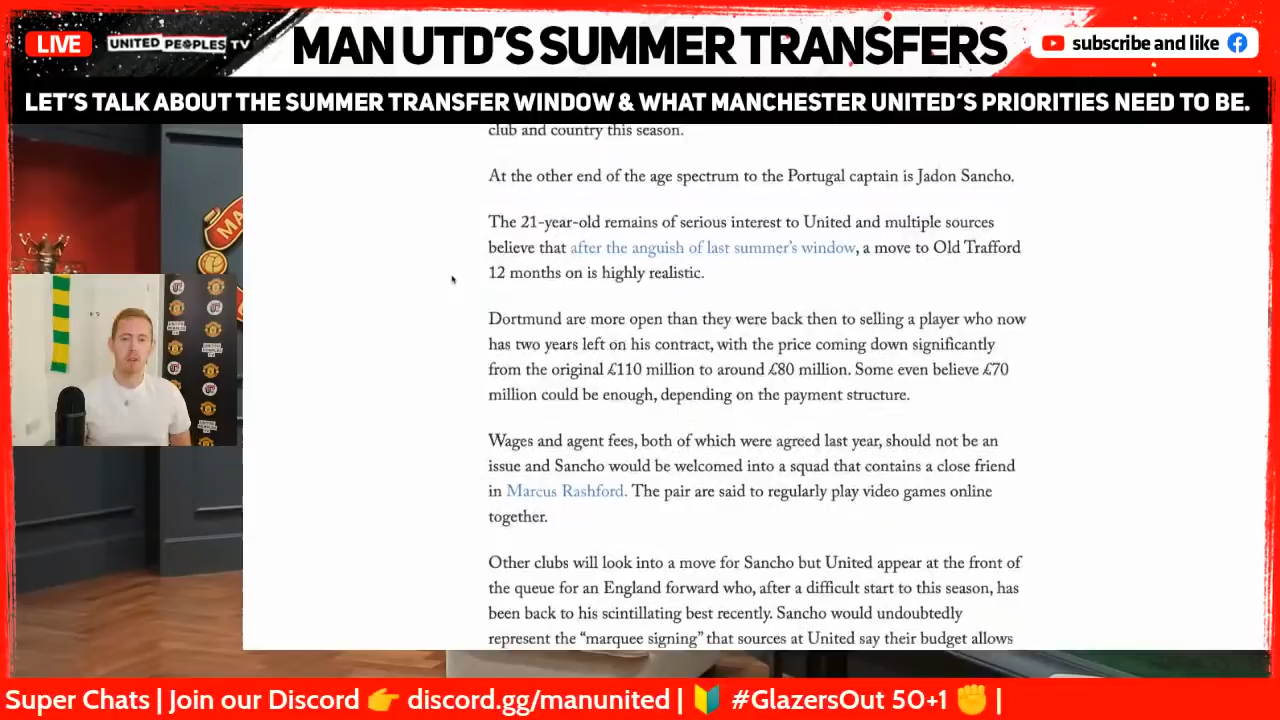 LIVE
UNITED PEOPLES TV
MAN UTD'S SUMMER TRANSFERS
subscribe and like
LET'S TALK ABOUT THE SUMMER TRANSFER WINDOW & WHAT MANCHESTER UNITED'S PRIORITIES NEED TO BE.
club and country this season.
At the other end of the age spectrum to the Portugal captain is Jadon Sancho.
The 21-year-old remains of serious interest to United and multiple sources
believe that after the anguish of last summer's window, a move to Old Trafford
12 months on is highly realistic.
Dortmund are more open than they were back then to selling a player who now
has two years left on his contract, with the price coming down significantly
from the original £110 million to around £80 million. Some even believe £70
million could be enough, depending on the payment structure.
Wages and agent fees, both of which were agreed last year, should not be an
issue and Sancho would be welcomed into a squad that contains a close friend
in Marcus Rashford. The pair are said to regularly play video games online
together.
Other clubs will look into a move for Sancho but United appear at the front of
the queue for an England forward who, after a difficult start to this season, has
been back to his scintillating best recently. Sancho would undoubtedly
represent the “marquee signing” that sources at United say their budget allows
Super Chats | Join our Discord 👉 discord.gg/manunited | 🔰 #GlazersOut 50+1 ✊ |